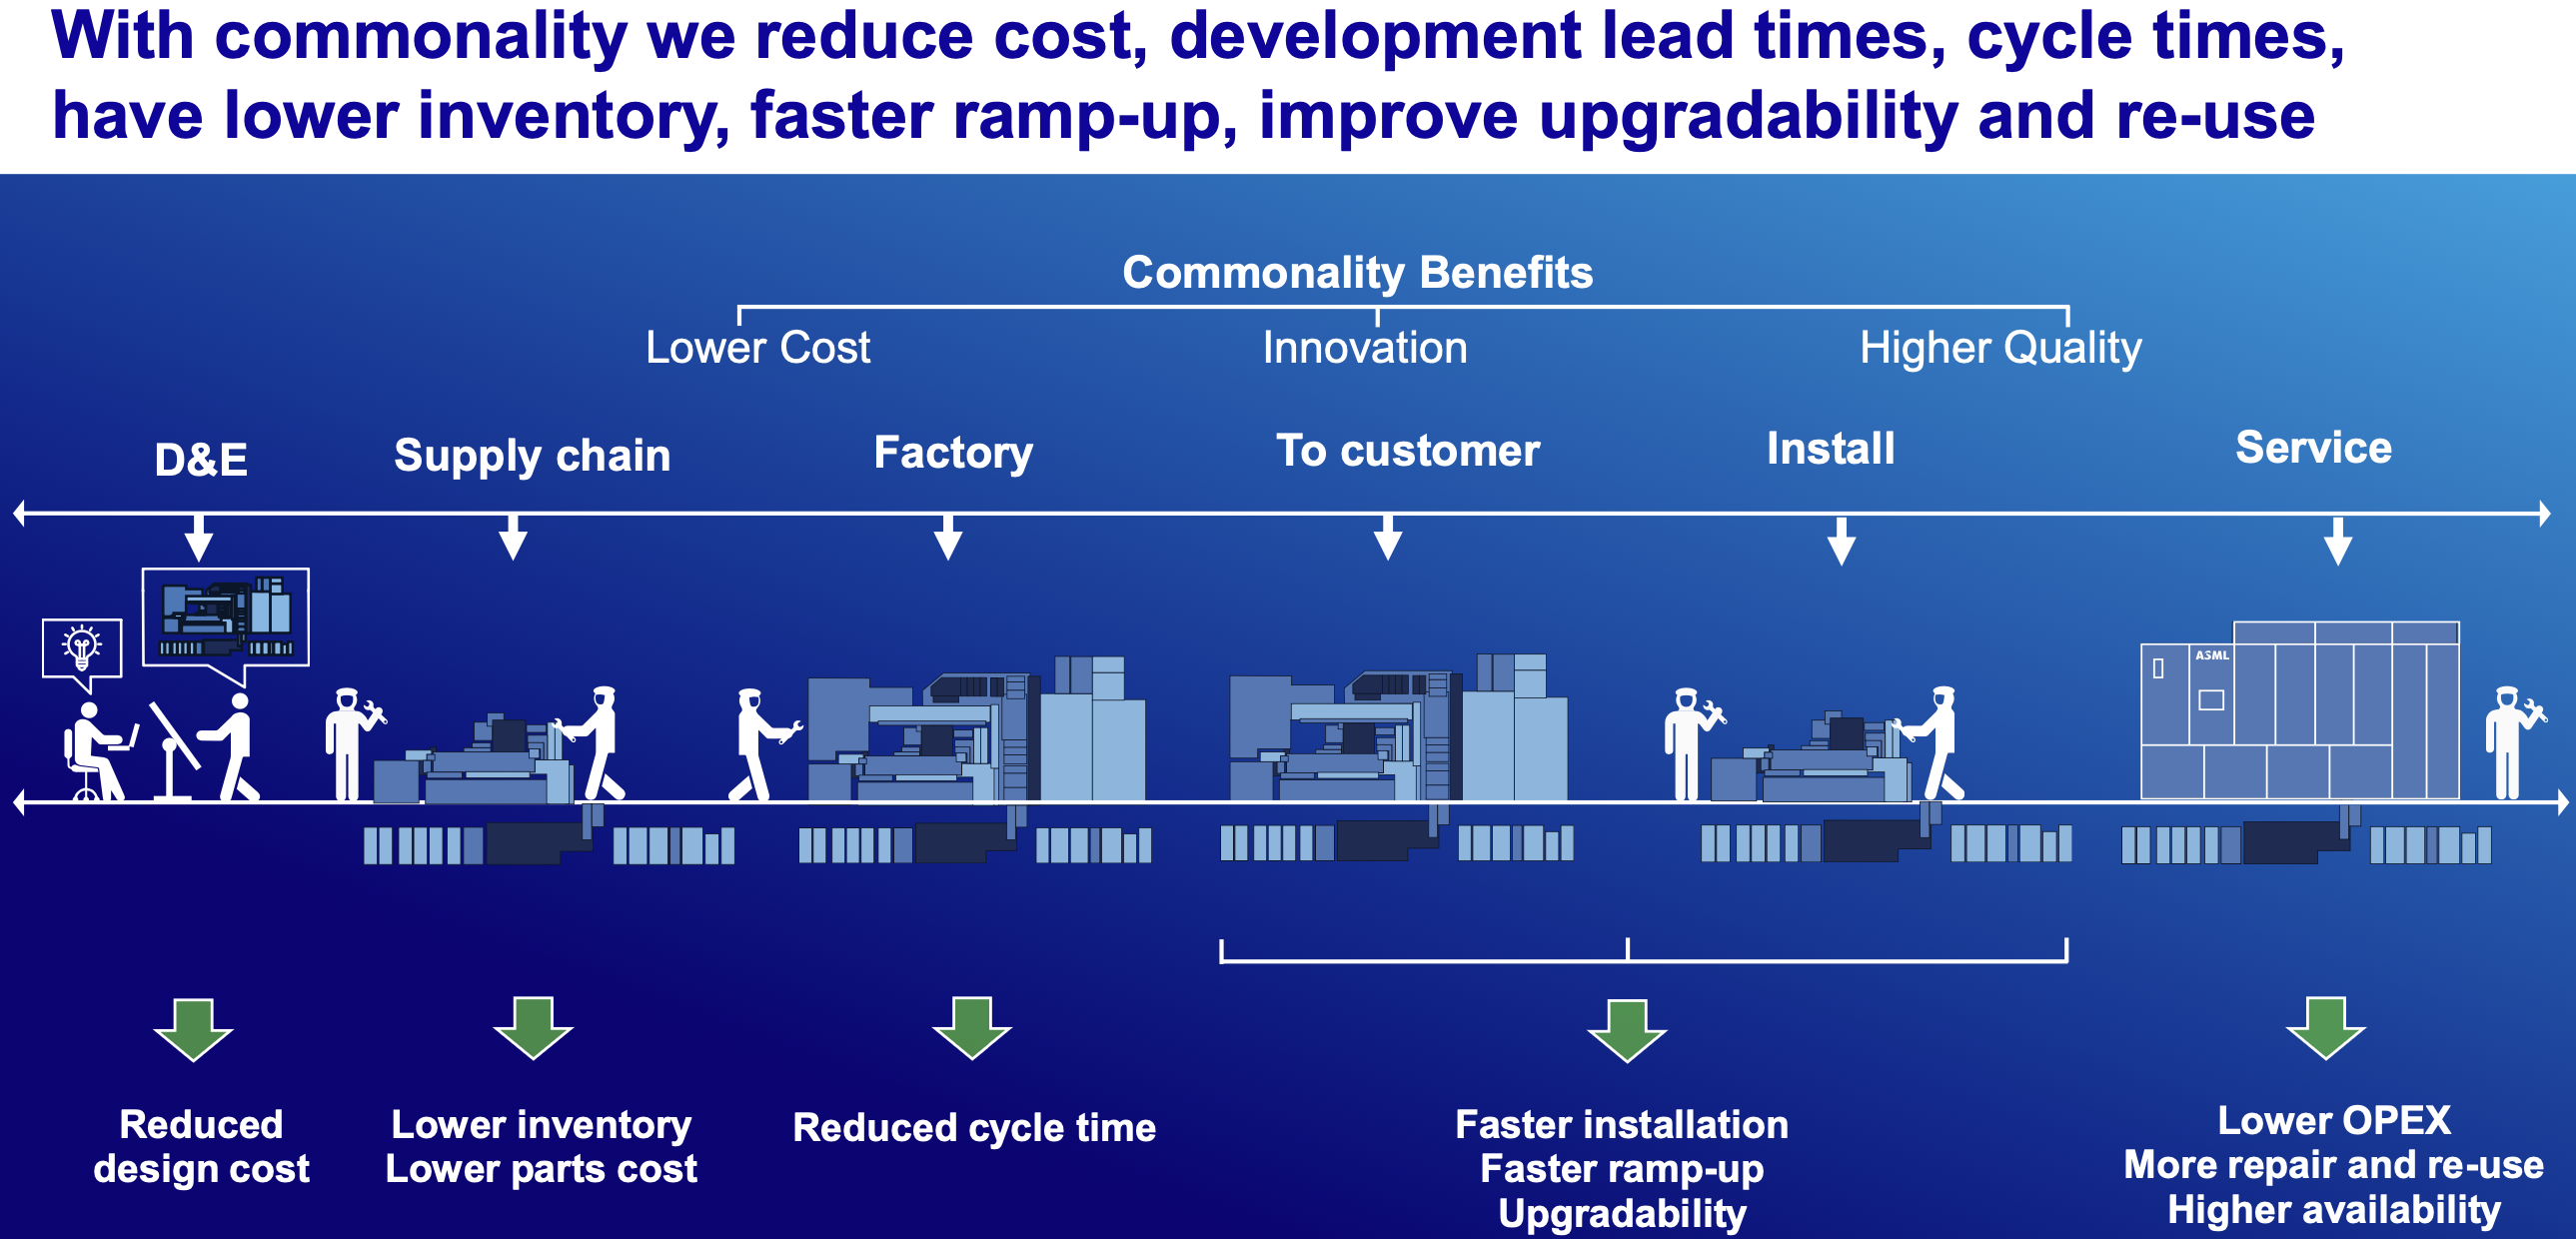 With commonality we reduce cost, development lead times, cycle times,
have lower inventory, faster ramp-up, improve upgradability and re-use
Commonality Benefits
Lower Cost
Innovation
Higher Quality
D&E
Supply chain
Factory
To customer
Install
Service
ASML
Reduced
design cost
Lower inventory
Lower parts cost
Reduced cycle time
Faster installation
Faster ramp-up
Upgradability
Lower OPEX
More repair and re-use
Higher availability